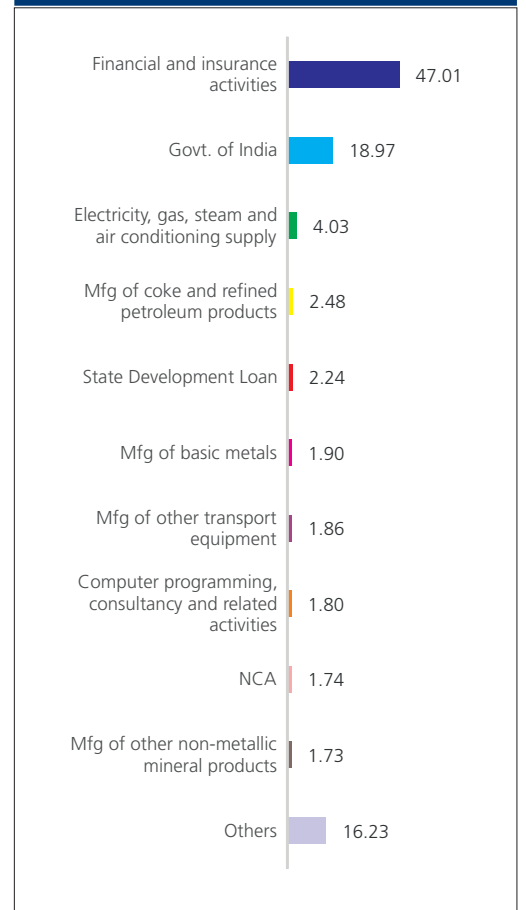 Financial and insurance
activities
47.01
Govt. of India
18.97
Electricity, gas, steam and
air conditioning supply
4.03
Mfg of coke and refined
petroleum products
2.48
State Development Loan
2.24
Mfg of basic metals
1.90
Mfg of other transport
equipment
1.86
Computer programming,
consultancy and related
activities
1.80
NCA
1.74
Mfg of other non-metallic
mineral products
1.73
Others
16.23